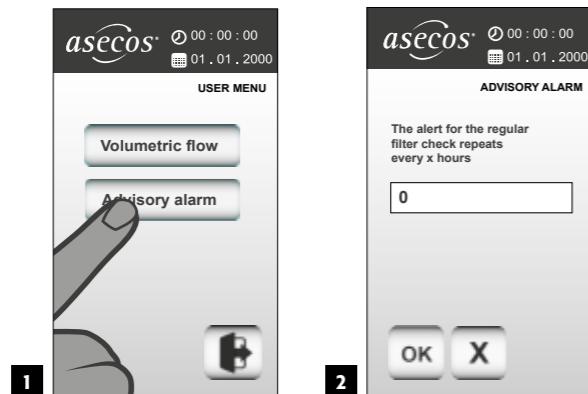 asecos®
00 : 00 : 00
01 . 01 . 2000
USER MENU
Volumetric flow
Advisory alarm
1
asecos®
00 : 00 : 00
01 . 01 . 2000
ADVISORY ALARM
The alert for the regular
filter check repeats
every x hours
0
OK X
2